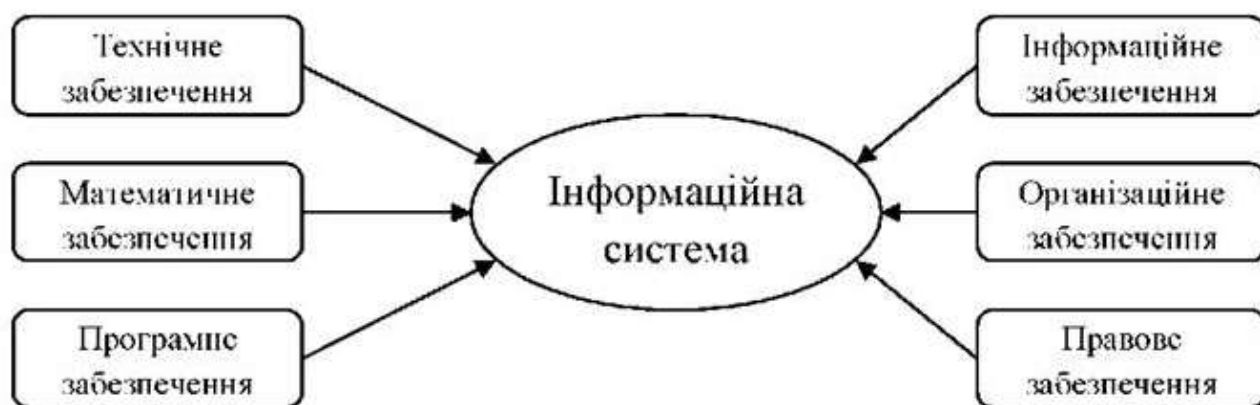 Технічне
забезпечення
Математичне
забезпечення
Програмне
забезпечення
Інформаційна
система
Інформаційне
забезпечення
Організаційне
забезпечення
Правове
забезпечення